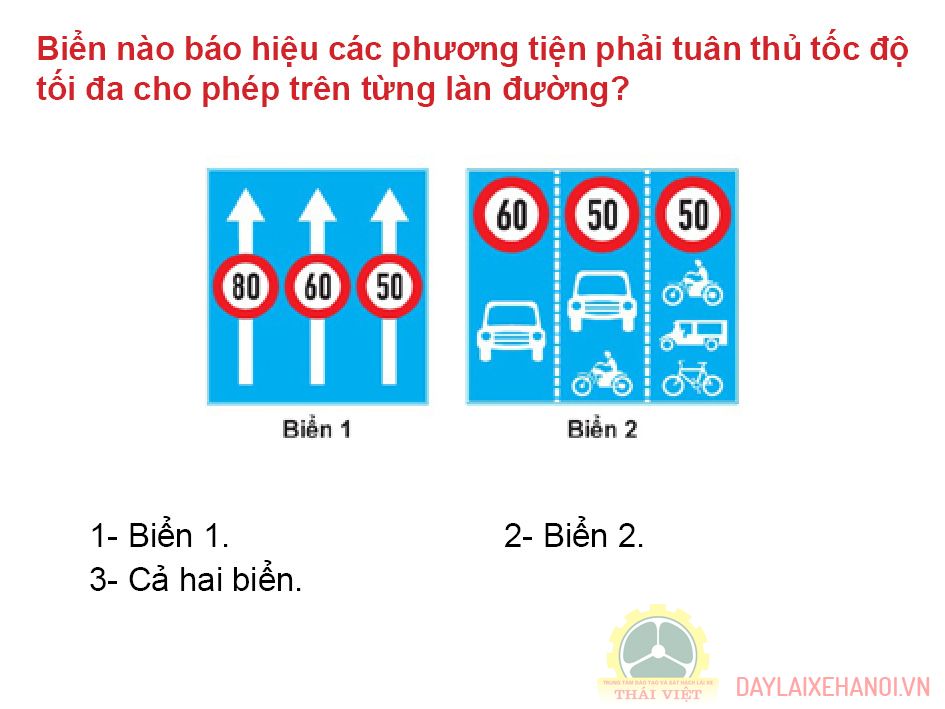 Biển nào báo hiệu các phương tiện phải tuân thủ tốc độ
tối đa cho phép trên từng làn đường?
80 60 50
60 50 50
Biển 1
Biển 2
1- Biển 1.
2- Biển 2.
3- Cả hai biển.
TRUNG TÂM ĐÀO TẠO VÀ SÁT HẠCH LÁI XE
THÁI VIỆT
DAYLAIXEHANOI.VN